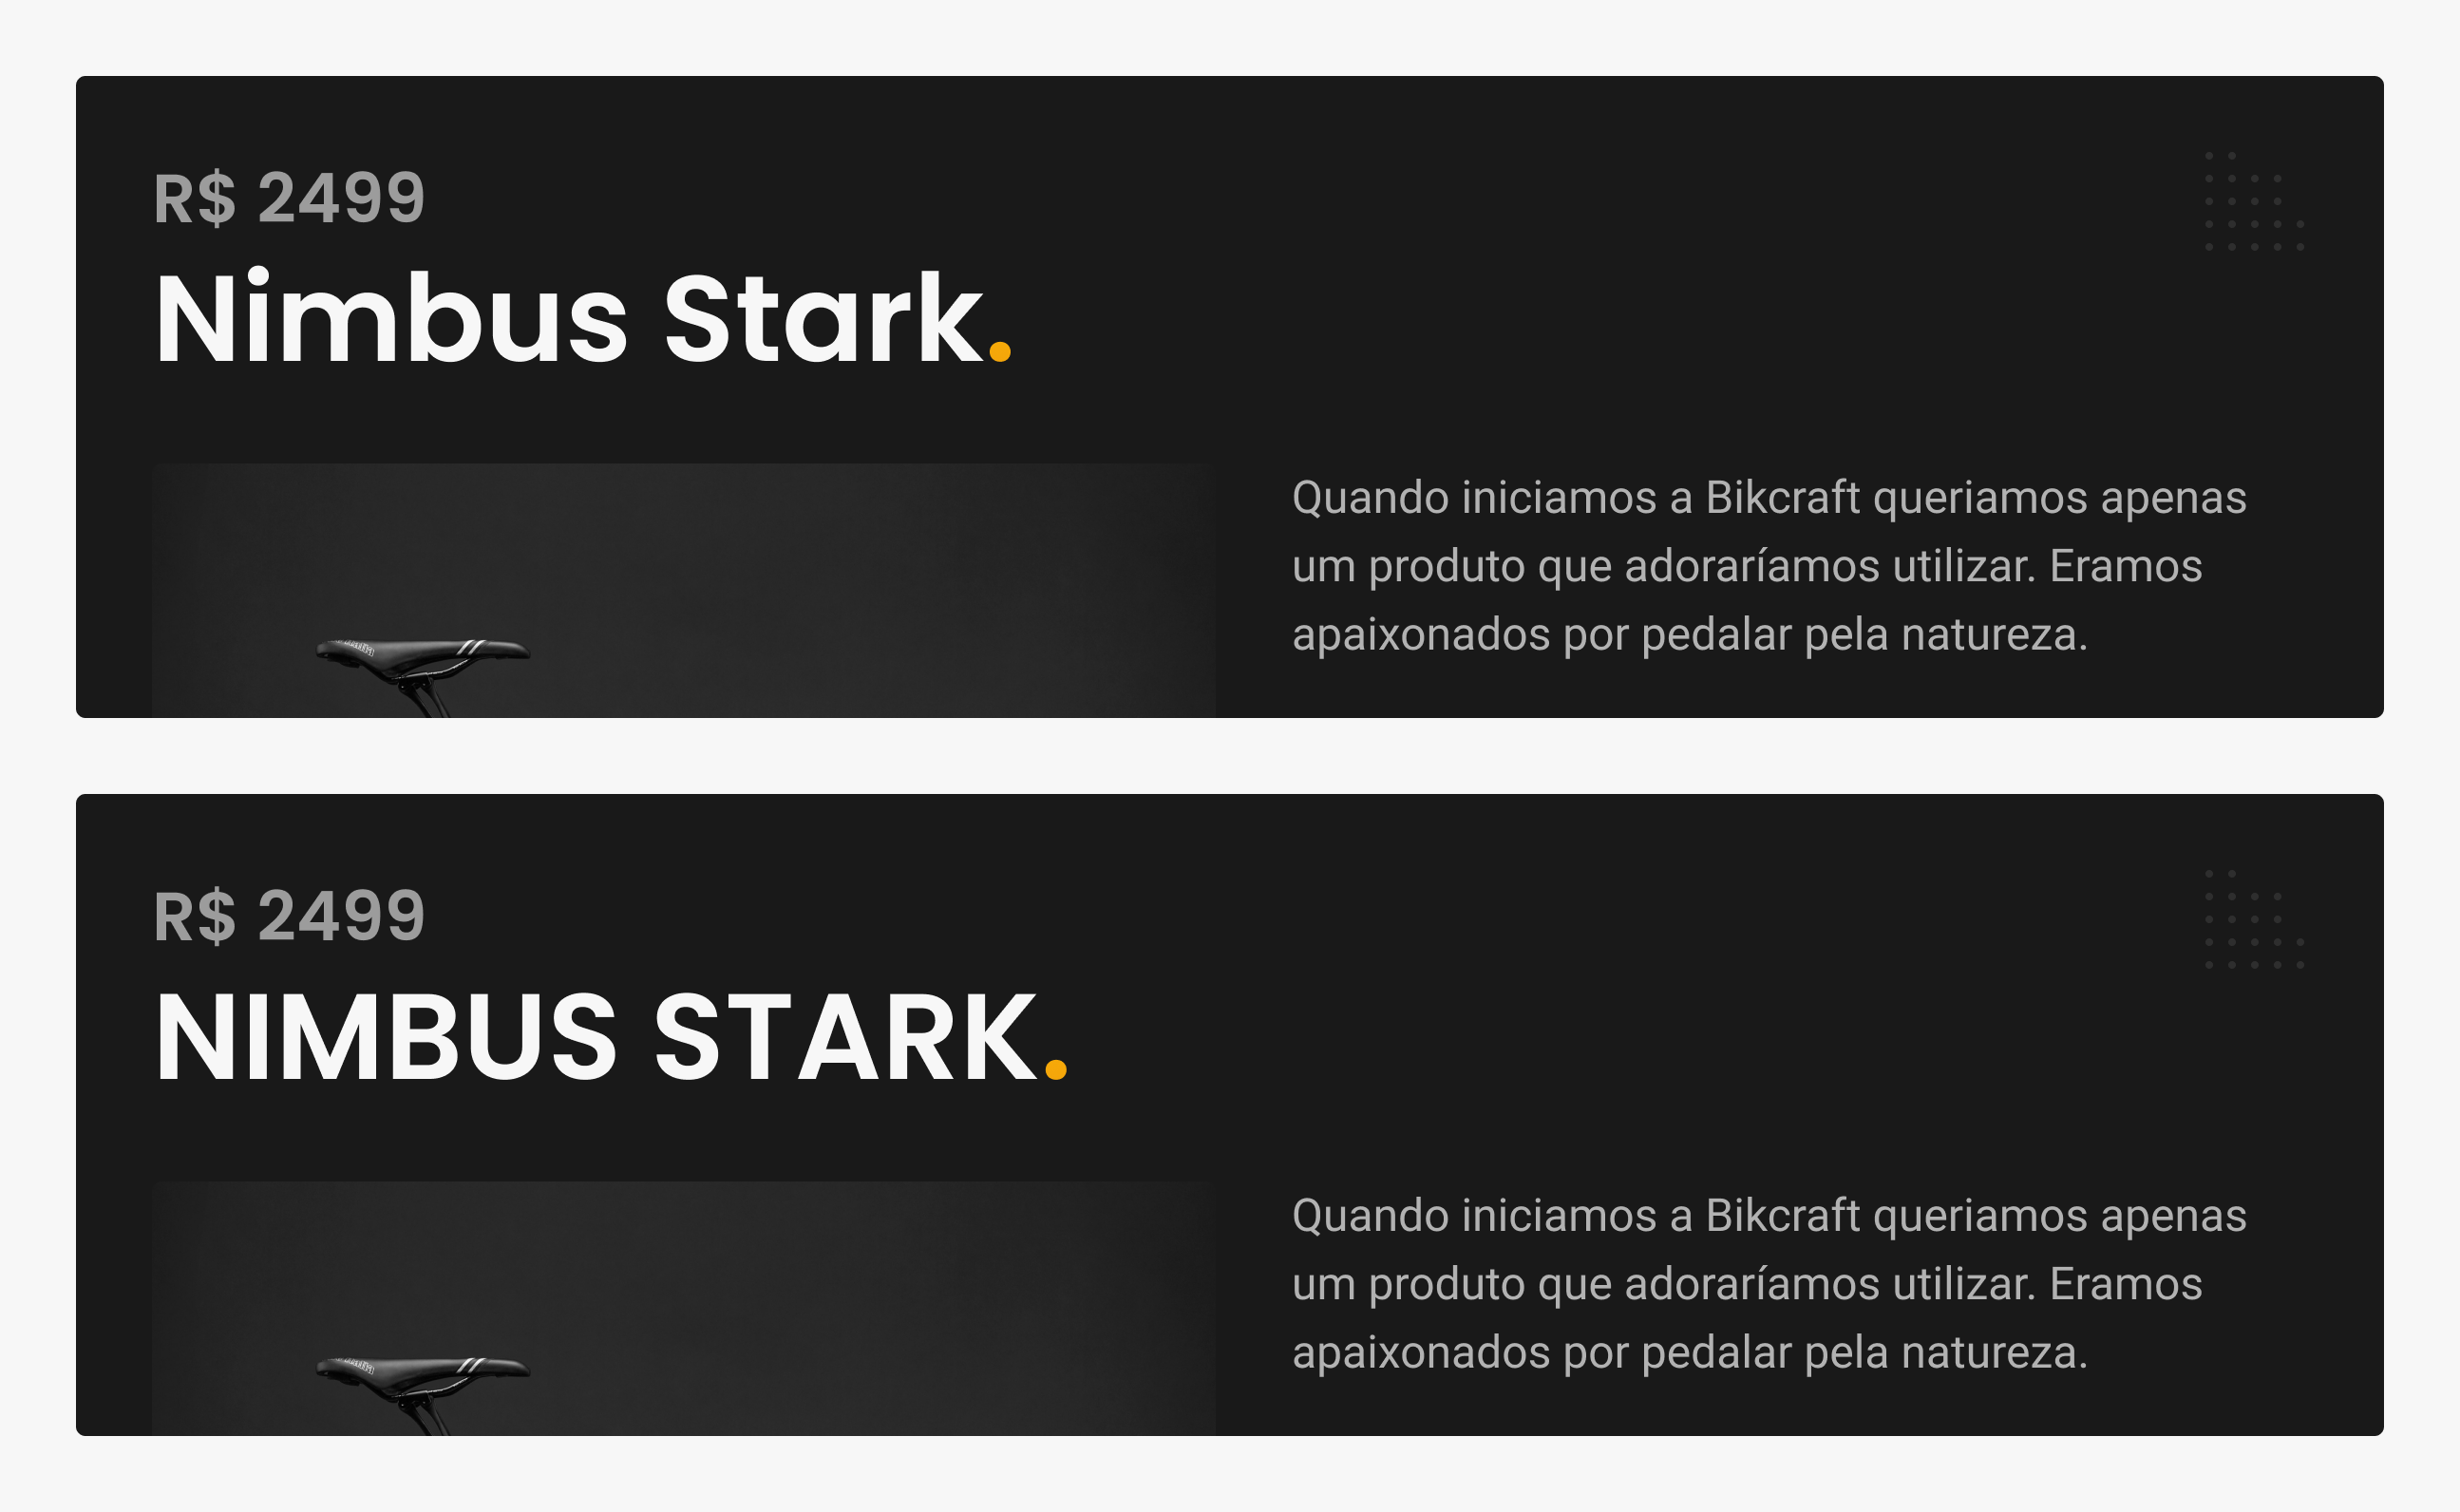 R$ 2499
Nimbus Stark.
Quando iniciamos a Bikcraft queriamos apenas
um produto que adoraríamos utilizar. Eramos
apaixonados por pedalar pela natureza.
R$ 2499
NIMBUS STARK.
Quando iniciamos a Bikcraft queriamos apenas
um produto que adoraríamos utilizar. Eramos
apaixonados por pedalar pela natureza.